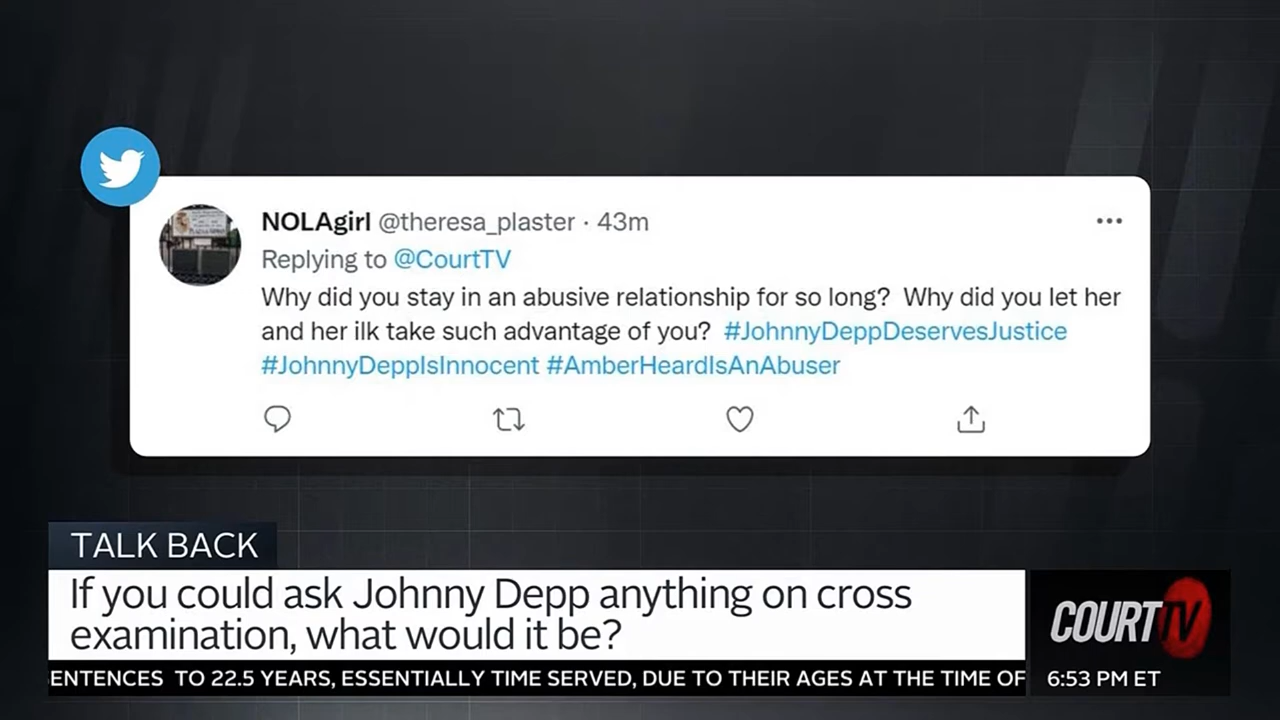 NOLAgirl @theresa_plaster · 43m
Replying to @CourtTV
Why did you stay in an abusive relationship for so long?  Why did you let her
and her ilk take such advantage of you?  #JohnnyDeppDeservesJustice
#JohnnyDeppIsInnocent #AmberHeardIsAnAbuser
TALK BACK
If you could ask Johnny Depp anything on cross
examination, what would it be?
COURT TV
ENTENCES TO 22.5 YEARS, ESSENTIALLY TIME SERVED, DUE TO THEIR AGES AT THE TIME OF
6:53 PM ET